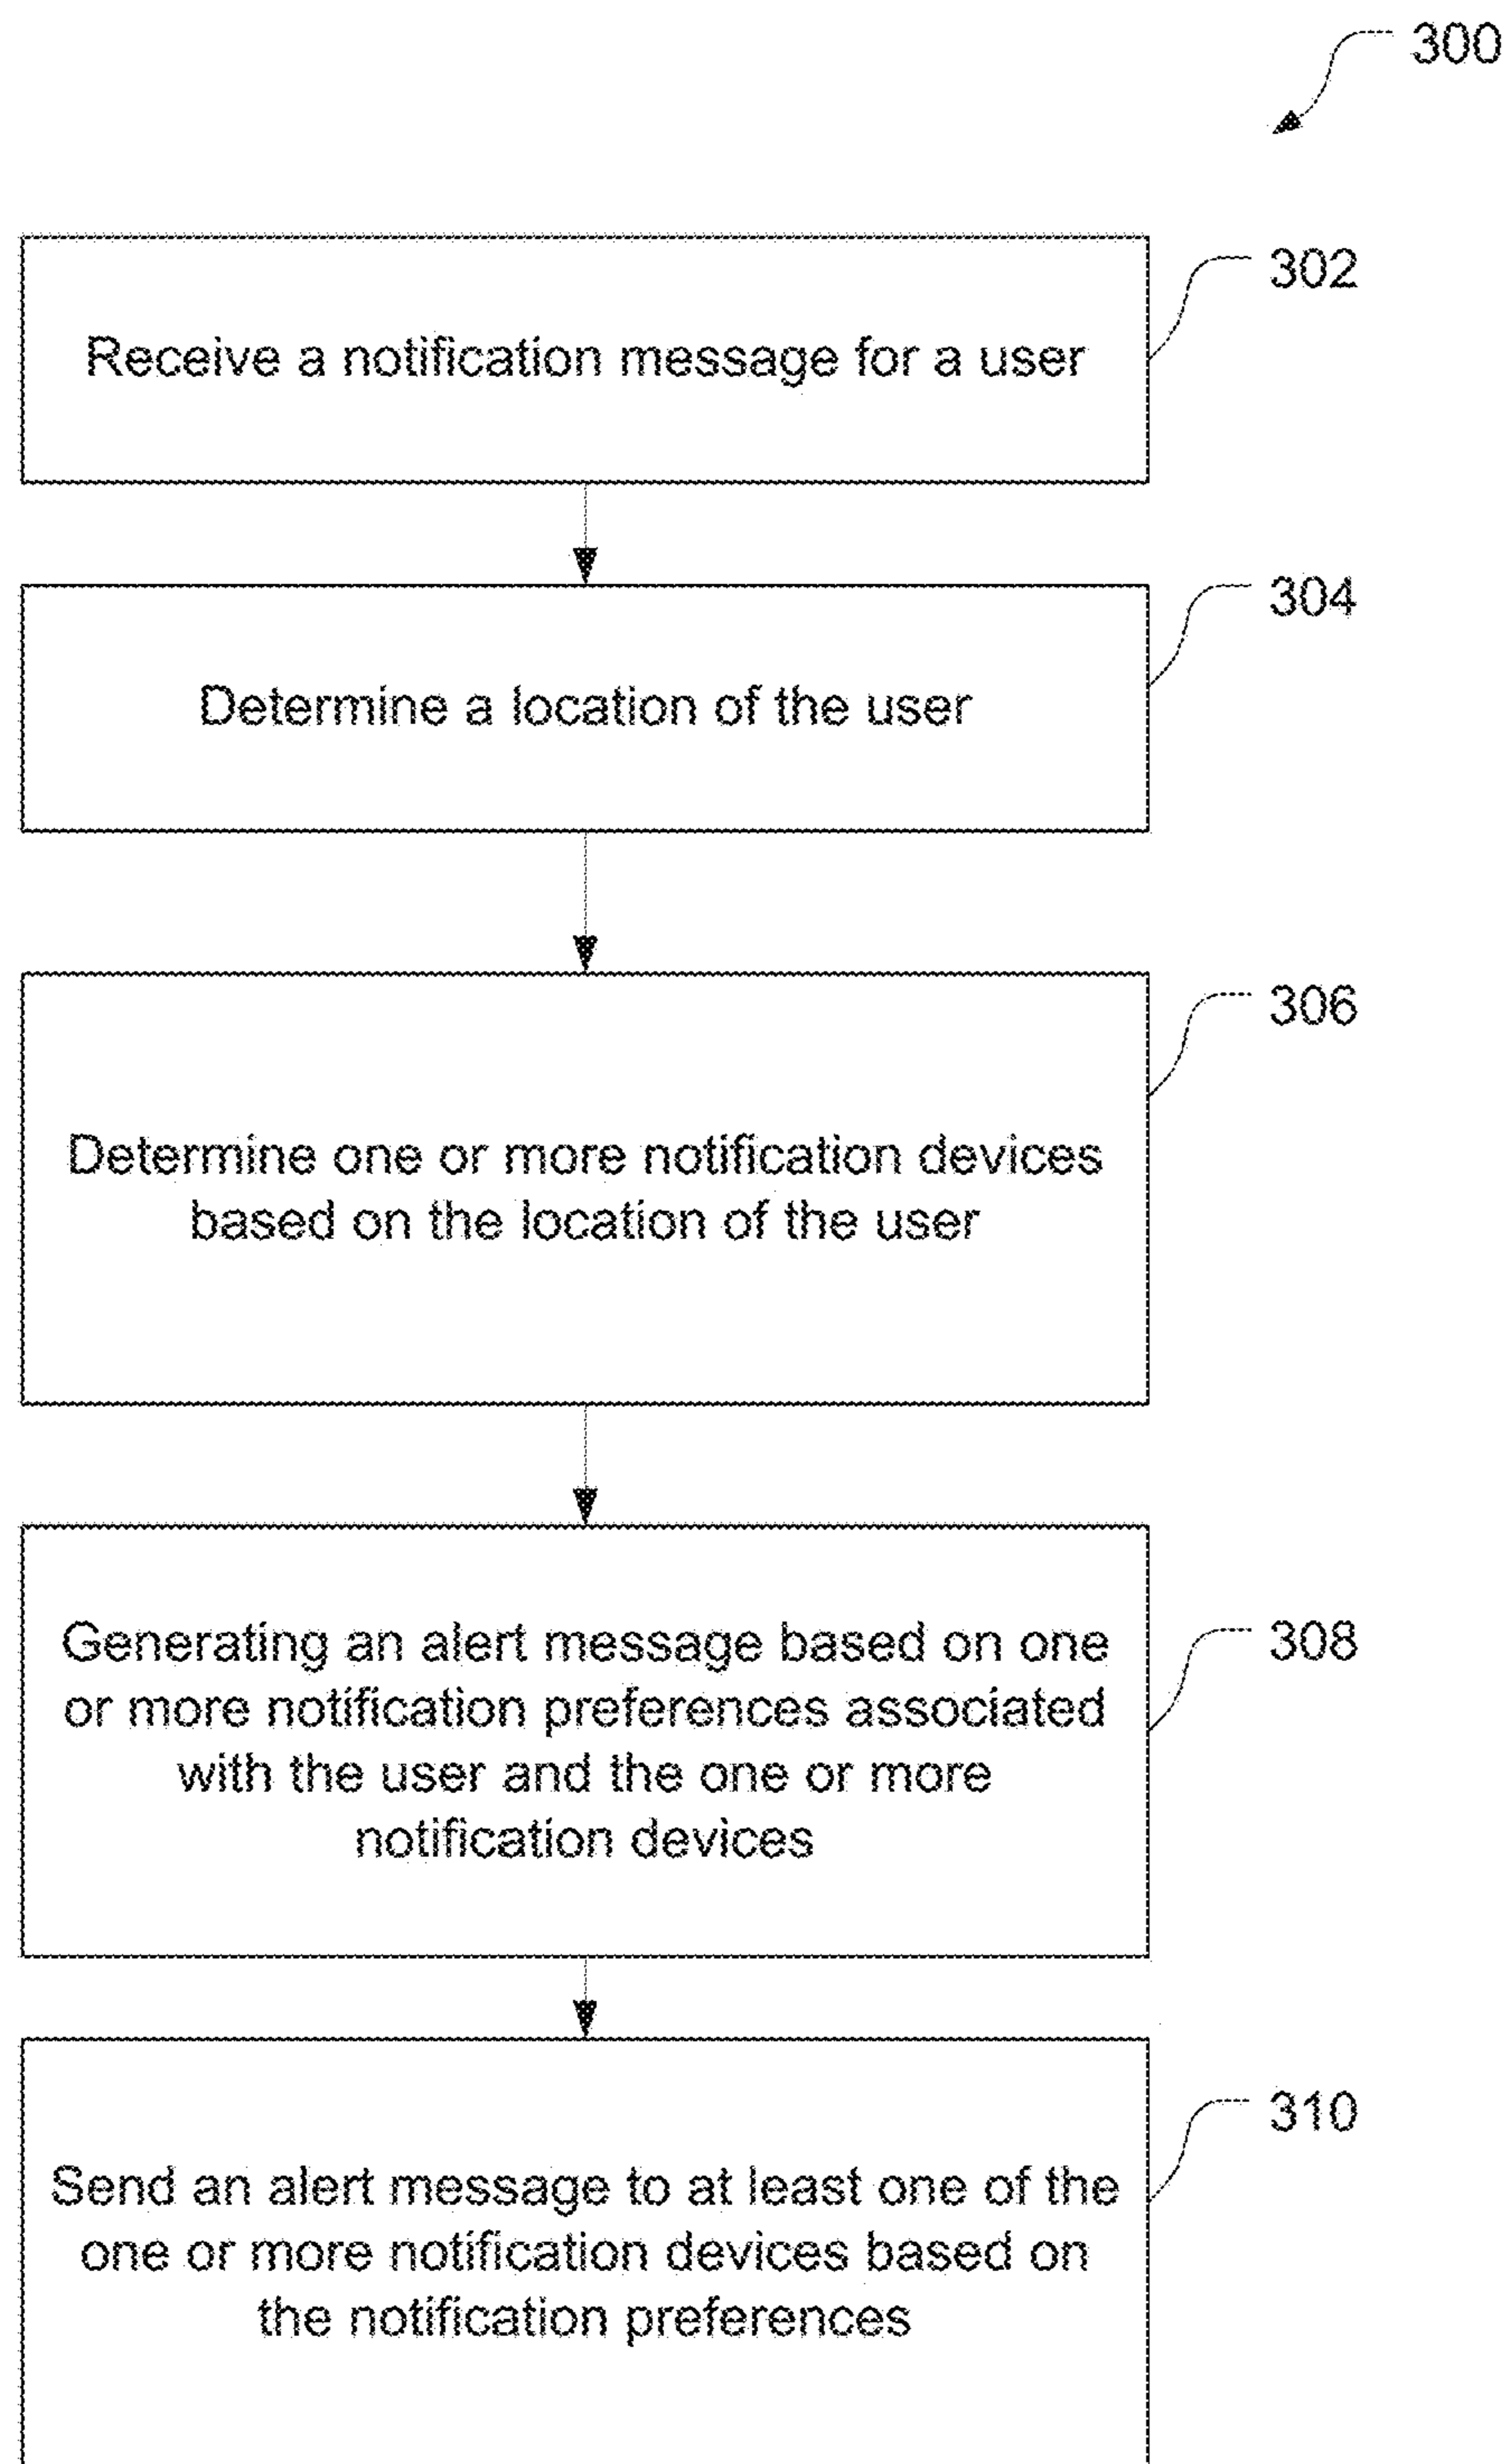 300
302
Receive a notification message for a user
304
Determine a location of the user
306
Determine one or more notification devices
based on the location of the user
Generating an alert message based on one
308
or more notification preferences associated
with the user and the one or more
notification devices
310
Send an alert message to at least one of the
one or more notification devices based on
the notification preferences